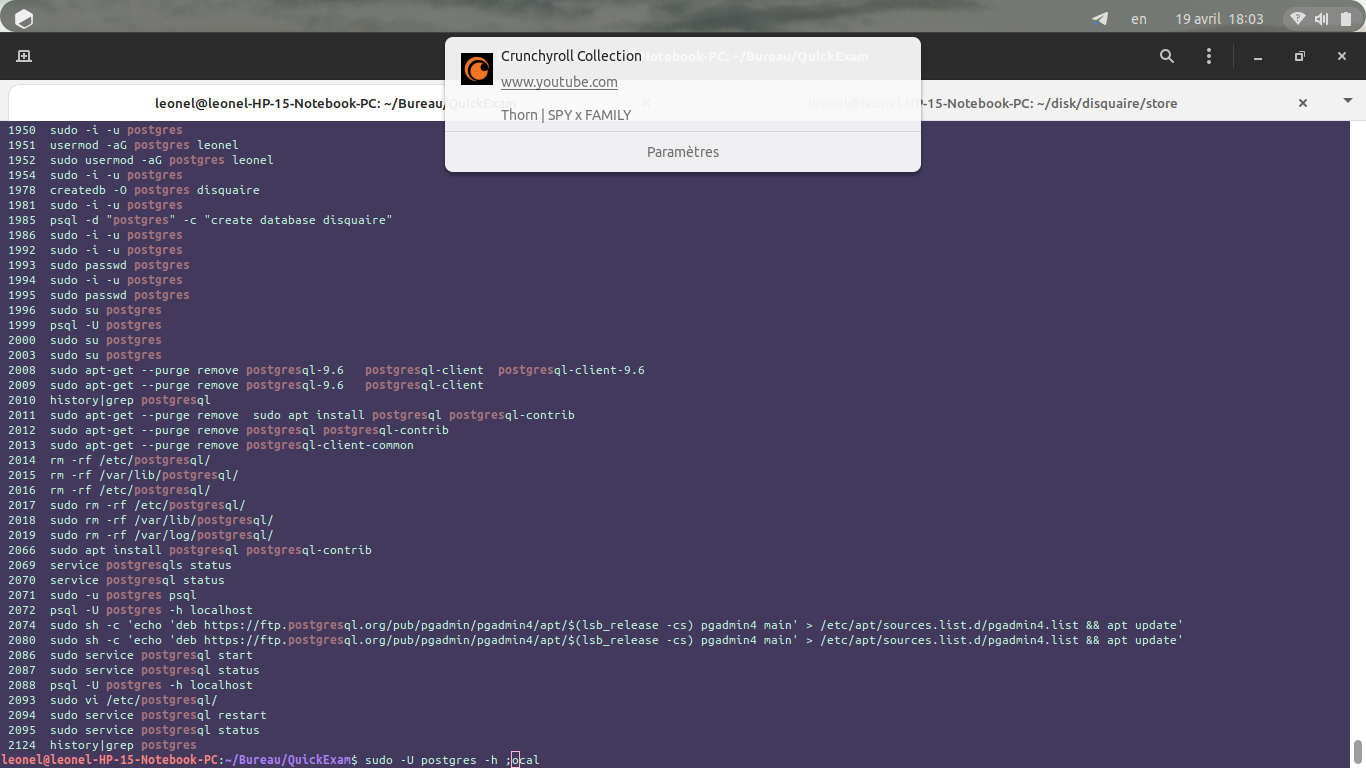 en 19 avril 18:03
Notebook-PC: ~/Bureau/QuickExam
Crunchyroll Collection
www.youtube.com
Thorn | SPY x FAMILY
Paramètres
leonel@leonel-HP-15-Notebook-PC: ~/Bureau/QuickExam
leonel@leonel-HP-15-Notebook-PC: ~/disk/disquaire/store
1950 sudo -i -u postgres
1951 usermod -aG postgres leonel
1952 sudo usermod -aG postgres leonel
1954 sudo -i -u postgres
1978 createdb -O postgres disquaire
1981 sudo -i -u postgres
1985 psql -d "postgres" -c "create database disquaire"
1986 sudo -i -u postgres
1992 sudo -i -u postgres
1993 sudo passwd postgres
1994 sudo -i -u postgres
1995 sudo passwd postgres
1996 sudo su postgres
1999 psql -U postgres
2000 sudo su postgres
2003 sudo su postgres
2008 sudo apt-get --purge remove postgresql-9.6 postgresql-client postgresql-client-9.6
2009 sudo apt-get --purge remove postgresql-9.6 postgresql-client
2010 history|grep postgresql
2011 sudo apt-get --purge remove sudo apt install postgresql postgresql-contrib
2012 sudo apt-get --purge remove postgresql postgresql-contrib
2013 sudo apt-get --purge remove postgresql-client-common
2014 rm -rf /etc/postgresql/
2015 rm -rf /var/lib/postgresql/
2016 rm -rf /etc/postgresql/
2017 sudo rm -rf /etc/postgresql/
2018 sudo rm -rf /var/lib/postgresql/
2019 sudo rm -rf /var/log/postgresql/
2066 sudo apt install postgresql postgresql-contrib
2069 service postgresqls status
2070 service postgresql status
2071 sudo -u postgres psql
2072 psql -U postgres -h localhost
2074 sudo sh -c 'echo 'deb https://ftp.postgresql.org/pub/pgadmin/pgadmin4/apt/$(lsb_release -cs) pgadmin4 main' > /etc/apt/sources.list.d/pgadmin4.list && apt update'
2080 sudo sh -c 'echo 'deb https://ftp.postgresql.org/pub/pgadmin/pgadmin4/apt/$(lsb_release -cs) pgadmin4 main' > /etc/apt/sources.list.d/pgadmin4.list && apt update'
2086 sudo service postgresql start
2087 sudo service postgresql status
2088 psql -U postgres -h localhost
2093 sudo vi /etc/postgresql/
2094 sudo service postgresql restart
2095 sudo service postgresql status
2124 history|grep postgres
leonel@leonel-HP-15-Notebook-PC:~/Bureau/QuickExam$ sudo -U postgres -h ;ocal